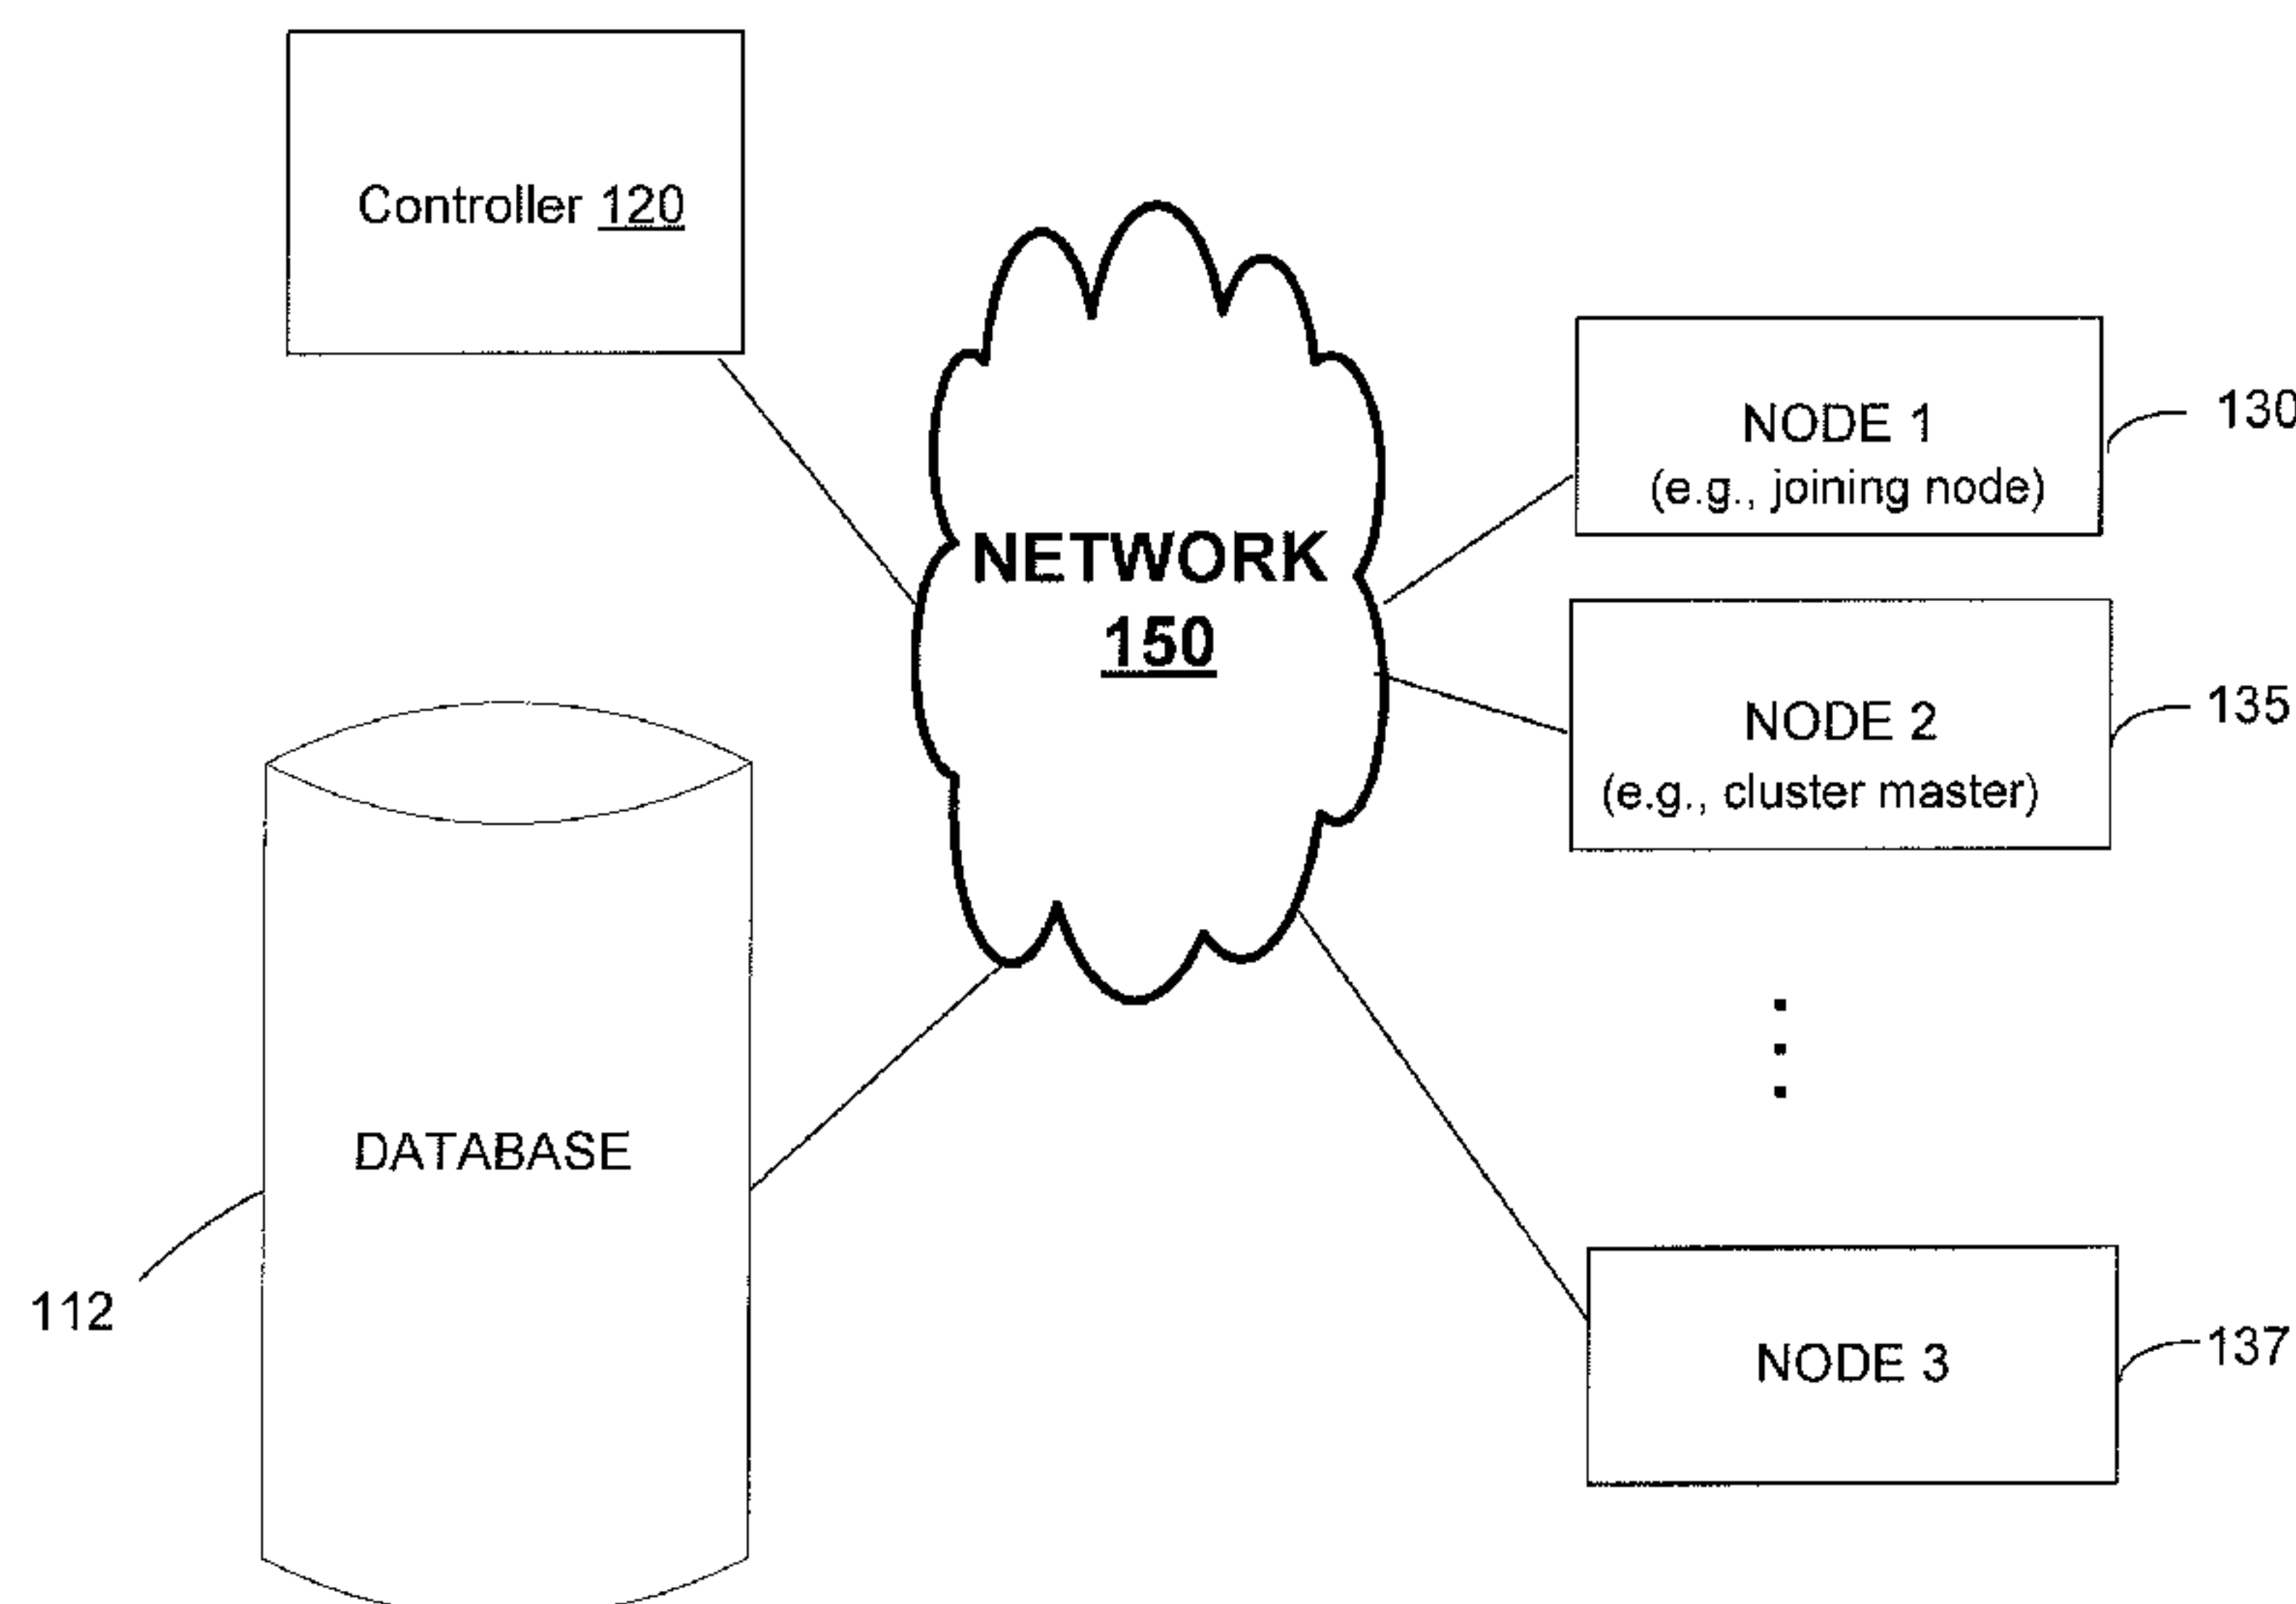 Controller 120
NETWORK
150
NODE 1
(e.g., joining node)
130
NODE 2
(e.g., cluster master)
135
DATABASE
112
NODE 3
137